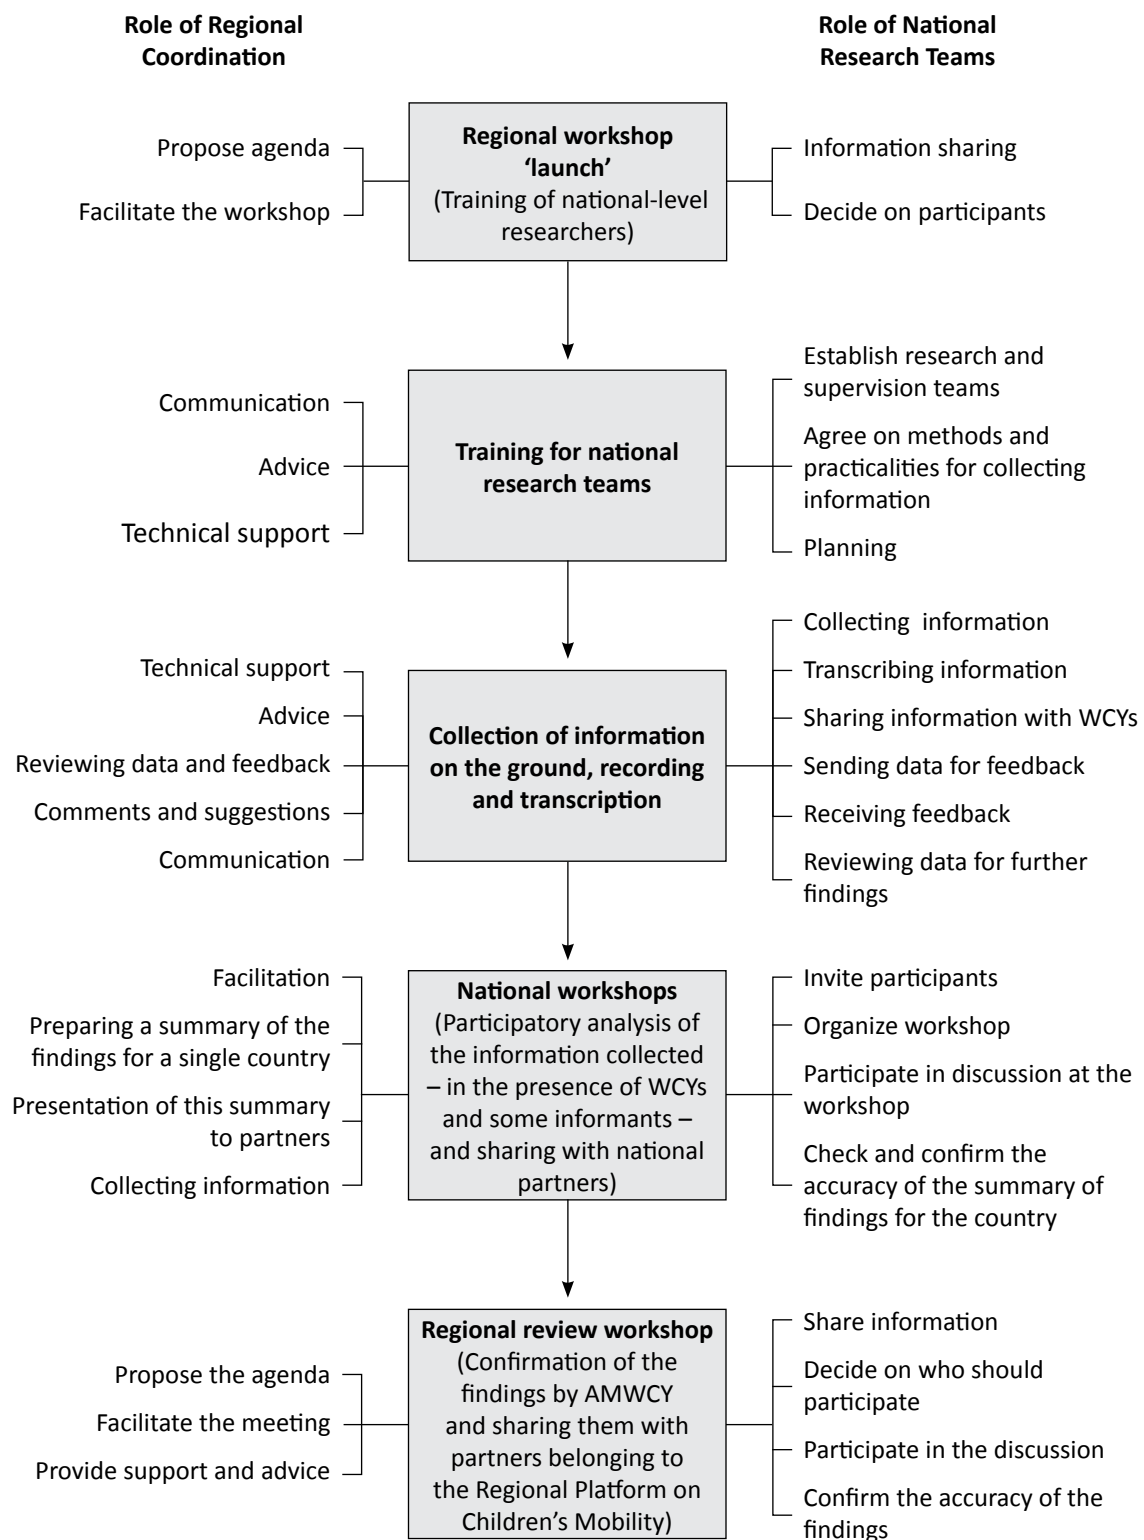 Role of Regional
Coordination
Role of National
Research Teams
Propose agenda
Facilitate the workshop
Regional workshop
‘launch’
(Training of national-level
researchers)
Information sharing
Decide on participants
Communication
Advice
Technical support
Training for national
research teams
Establish research and
supervision teams
Agree on methods and
practicalities for collecting
information
Planning
Technical support
Advice
Reviewing data and feedback
Comments and suggestions
Communication
Collection of information
on the ground, recording
and transcription
Collecting information
Transcribing information
Sharing information with WCYs
Sending data for feedback
Receiving feedback
Reviewing data for further
findings
Facilitation
Preparing a summary of the
findings for a single country
Presentation of this summary
to partners
Collecting information
National workshops
(Participatory analysis of
the information collected
– in the presence of WCYs
and some informants –
and sharing with national
partners)
Invite participants
Organize workshop
Participate in discussion at the
workshop
Check and confirm the
accuracy of the summary of
findings for the country
Propose the agenda
Facilitate the meeting
Provide support and advice
Regional review workshop
(Confirmation of the
findings by AMWCY
and sharing them with
partners belonging to
the Regional Platform on
Children’s Mobility)
Share information
Decide on who should
participate
Participate in the discussion
Confirm the accuracy of the
findings